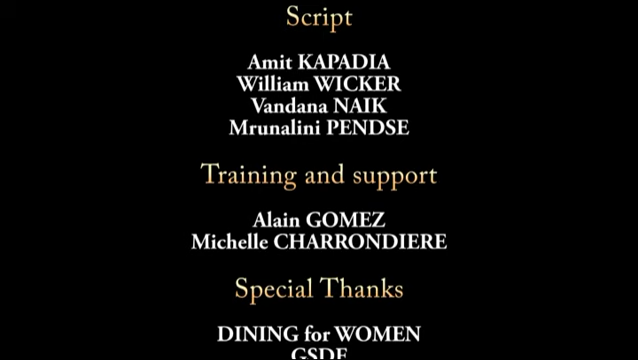 Script
Amit KAPADIA
William WICKER
Vandana NAIK
Mrunalini PENDSE
Training and support
Alain GOMEZ
Michelle CHARRONDIERE
Special Thanks
DINING for WOMEN
GSDF